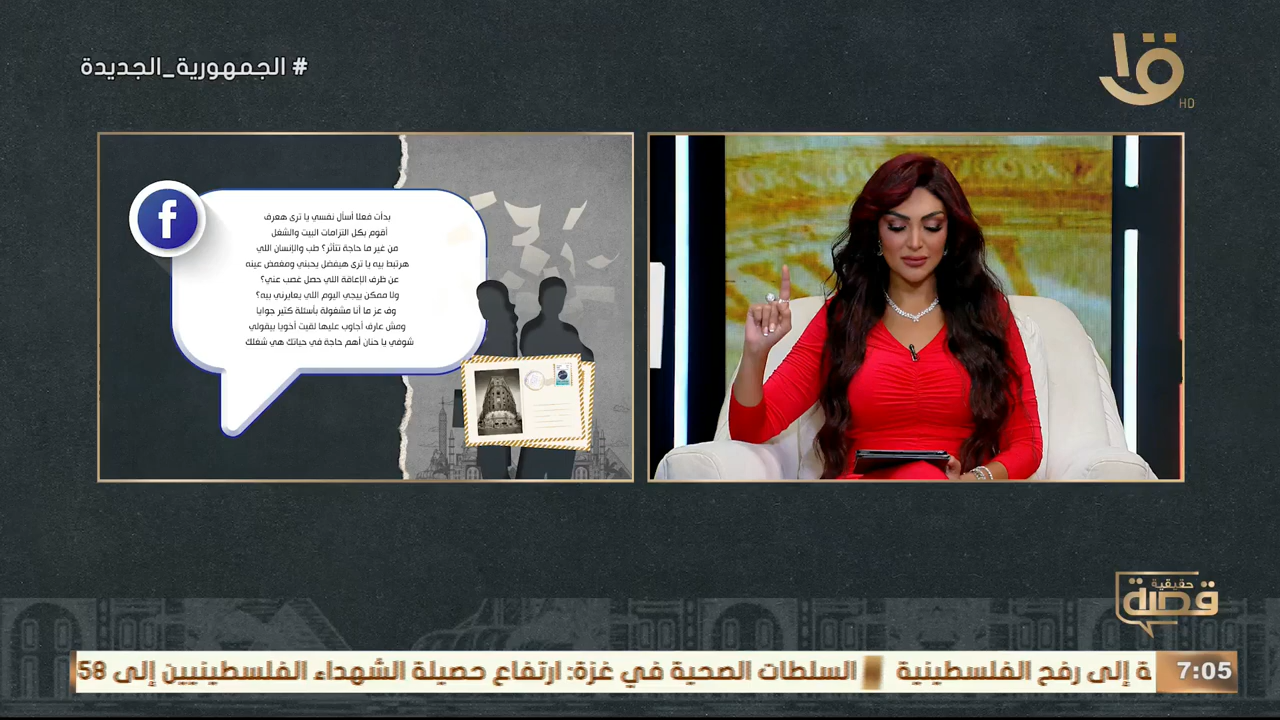 # الجمهورية_الجديدة
HD
f
بدأت فعلا أسأل نفسي يا ترى هعرف
أقوم بكل التزامات البيت والشغل
من غير ما حاجة تتأثر؟ طب والإنسان اللي
هرتبط بيه يا ترى هيفضل يحبني ومغمض عينه
عن ظرف الإعاقة اللي حصل غصب عني؟
ولا ممكن ييجي اليوم اللي يعايرني بيه؟
وف عز ما أنا مشغولة بأسئلة كتير جوايا
ومش عارف أجاوب عليها لقيت أخويا بيقولي
شوفي يا حنان أهم حاجة في حياتك هي شغلك
قصة حقيقية
7:05
ة إلى رفح الفلسطينية السلطات الصحية في غزة: ارتفاع حصيلة الشهداء الفلسطينيين إلى 58